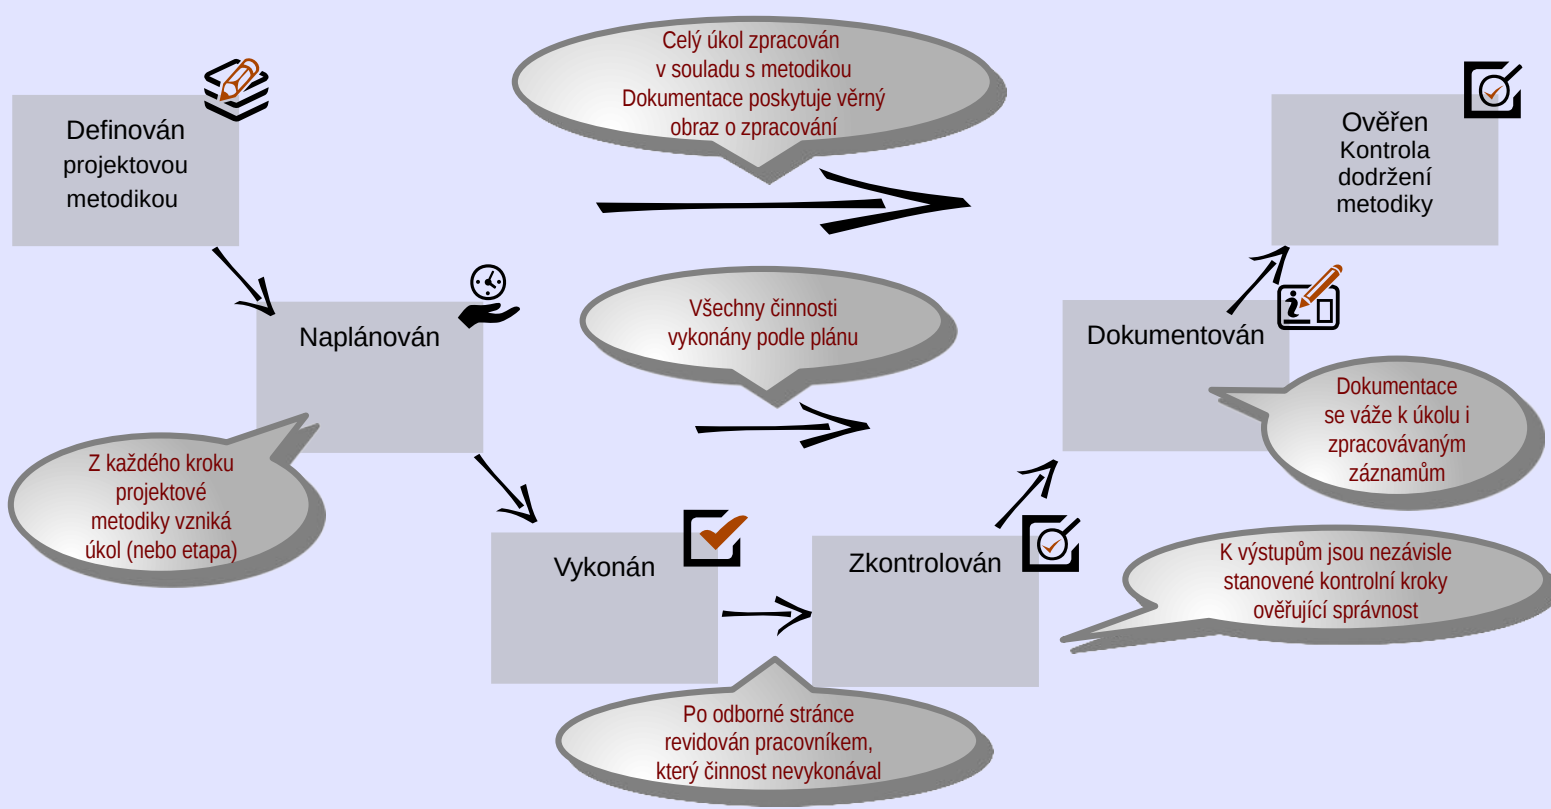 Celý úkol zpracován
v souladu s metodikou
Dokumentace poskytuje věrný
obraz o zpracování
Definován
projektovou
metodikou
Ověřen
Kontrola
dodržení
metodiky
Naplánován
Všechny činnosti
vykonány podle plánu
Dokumentován
Z každého kroku
projektové
metodiky vzniká
úkol (nebo etapa)
Dokumentace
se váže k úkolu i
zpracovávaným
záznamům
Vykonán
Zkontrolován
K výstupům jsou nezávisle
stanovené kontrolní kroky
ověřující správnost
Po odborné stránce
revidován pracovníkem,
který činnost nevykonával